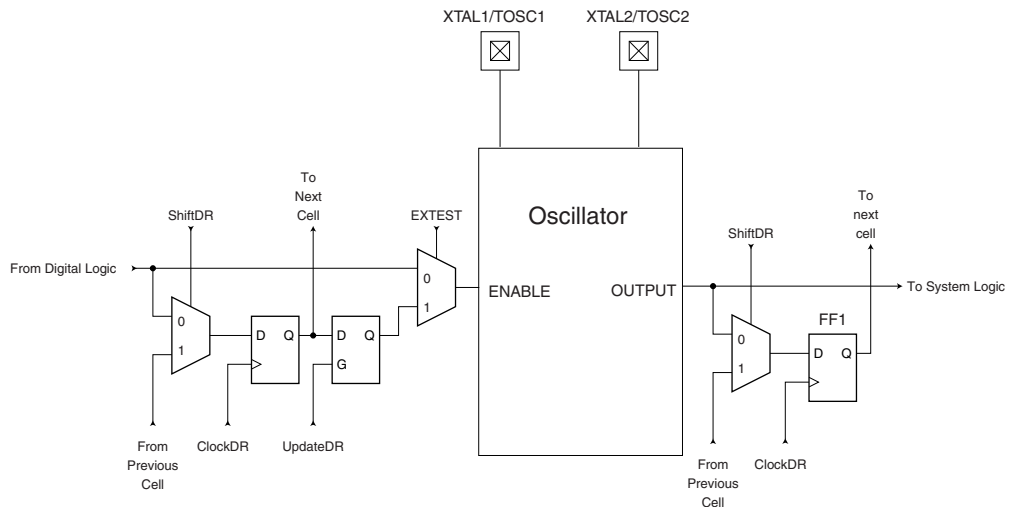 XTAL1/TOSC1
XTAL2/TOSC2
To
Next
Cell
ShiftDR
EXTEST
From Digital Logic
0
1
0
1
D Q
D Q
G
From
Previous
Cell
ClockDR
UpdateDR
Oscillator
ENABLE
OUTPUT
To
next
cell
ShiftDR
To System Logic
FF1
0
1
D Q
From
Previous
Cell
ClockDR